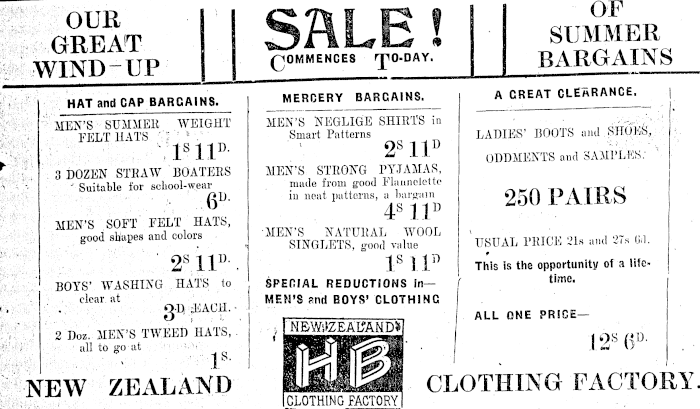 OUR
GREAT
WIND-UP
SALE!
COMMENCES TO-DAY.
OF
SUMMER
BARGAINS
HAT and CAP BARGAINS.
MEN'S SUMMER WEIGHT
FELT HATS
1S 11D.
3 DOZEN STRAW BOATERS
Suitable for school-wear
6D.
MEN'S SOFT FELT HATS,
good shapes and colors
2S 11D.
BOYS' WASHING HATS to
clear at
3D EACH.
2 Doz. MEN'S TWEED HATS,
all to go at
1S.
MERCERY BARGAINS.
MEN'S NEGLIGE SHIRTS in
Smart Patterns
2S 11D
MEN'S STRONG PYJAMAS,
made from good Flannelette
in neat patterns, a bargain
4S 11D
MEN'S NATURAL WOOL
SINGLETS, good value
1S 11D
SPECIAL REDUCTIONS in—
MEN'S and BOYS' CLOTHING
A GREAT CLEARANCE.
LADIES' BOOTS and SHOES,
ODDMENTS and SAMPLES.
250 PAIRS
USUAL PRICE 21s and 27s 6d.
This is the opportunity of a life-
time.
ALL ONE PRICE—
12S 6D.
NEW ZEALAND
NEW ZEALAND
HB
CLOTHING FACTORY
CLOTHING FACTORY.